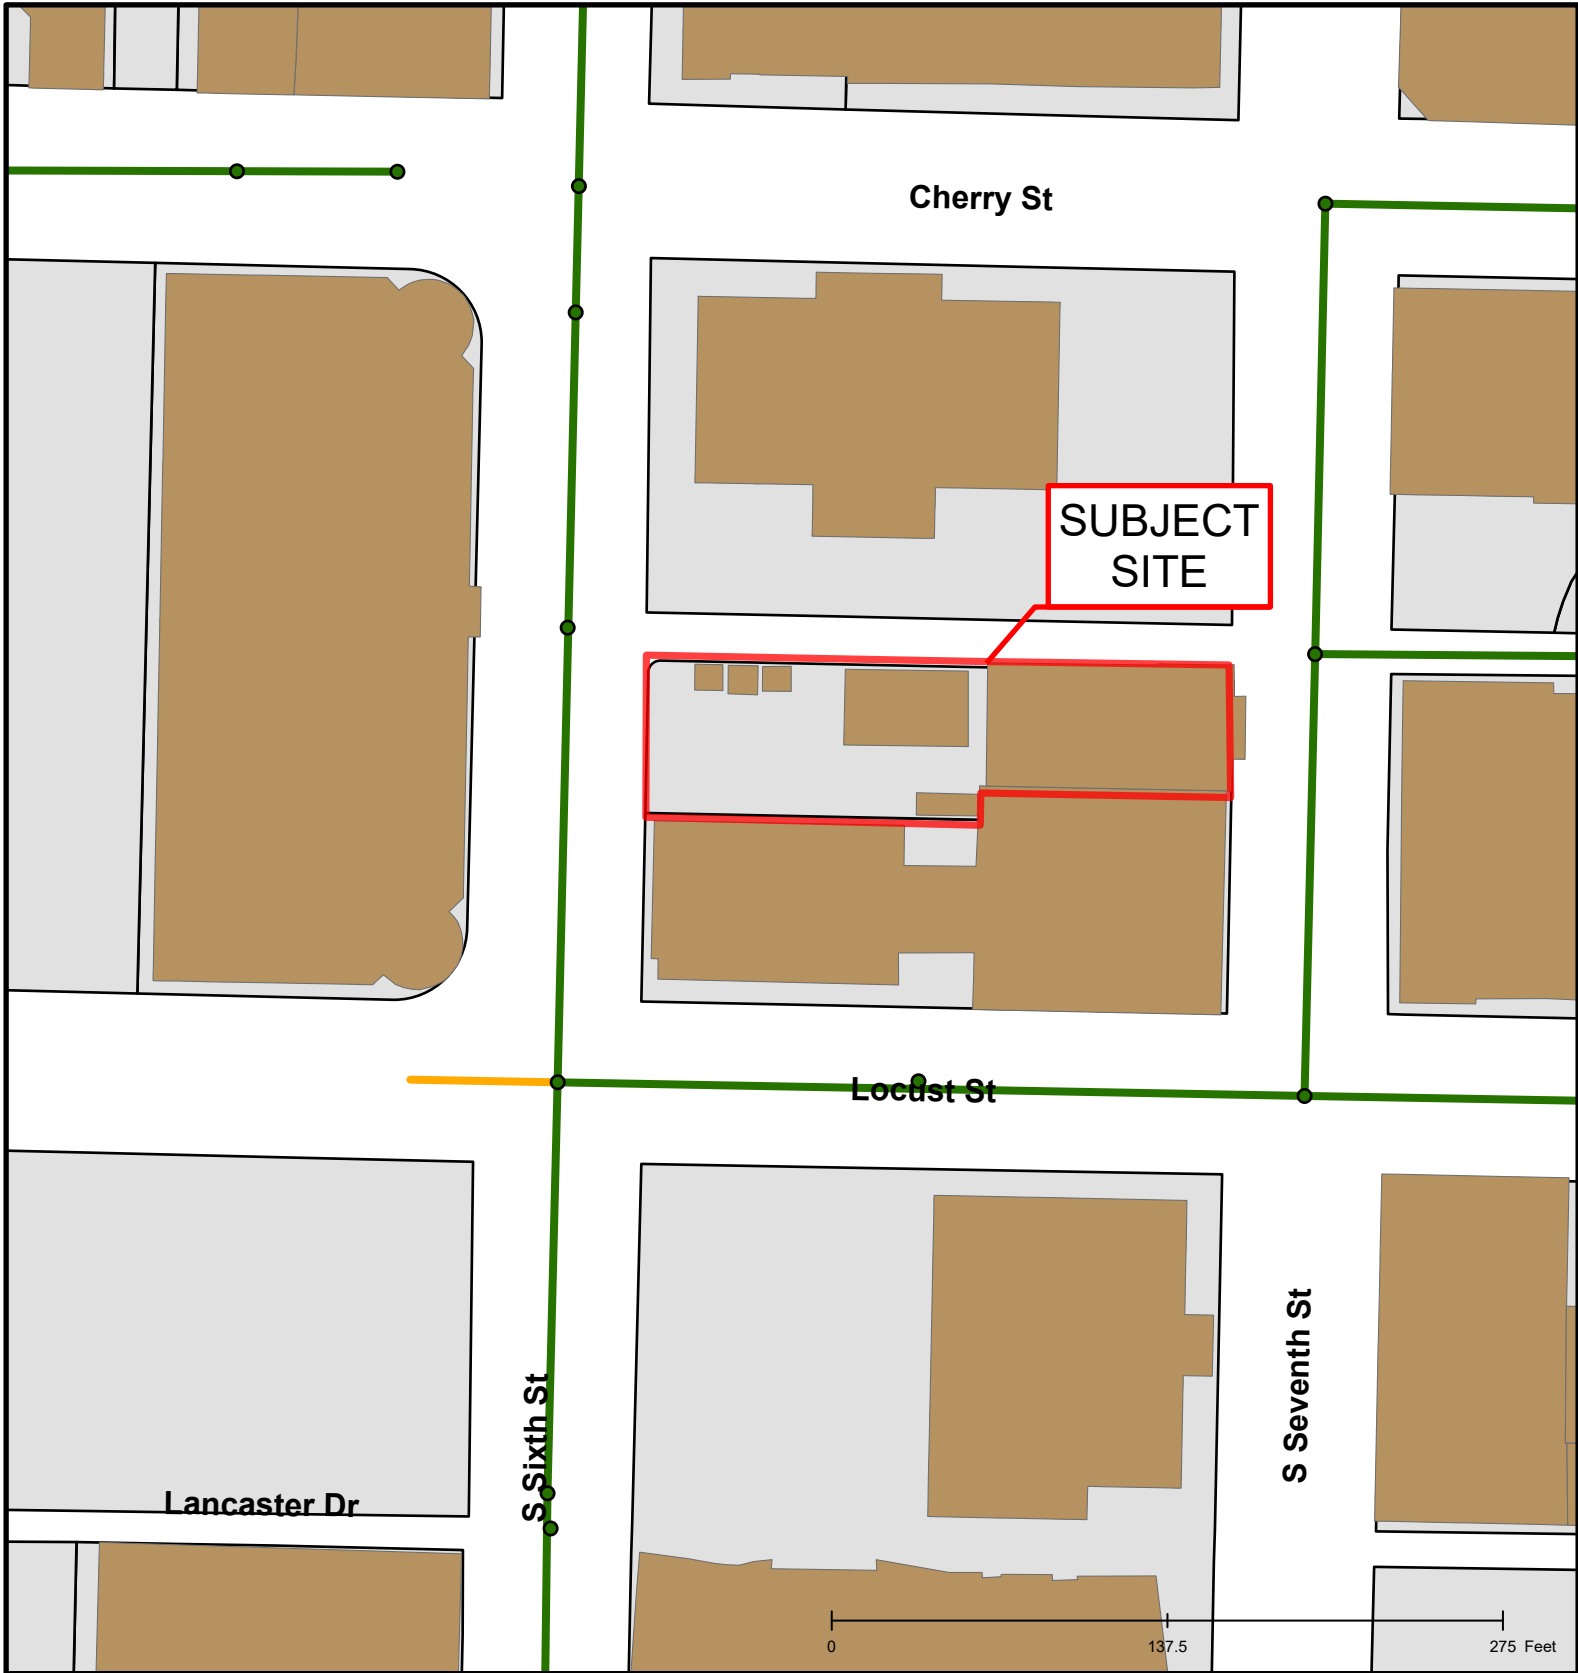 Cherry St
SUBJECT
SITE
Locust St
S Seventh St
S Sixth St
Lancaster Dr
0 137.5 275 Feet